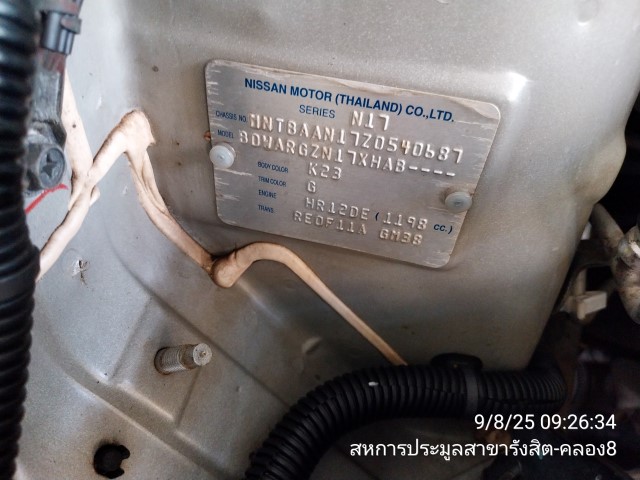 NISSAN MOTOR (THAILAND) CO.,LTD.
SERIES N17
CHASSIS NO. MNTBAAN17Z0540687
MODEL BDYARGZN17XHAB----
BODY COLOR K23
TRIM COLOR G
ENGINE HR12DE ( 1198 CC.)
TRANS RE0F11A GM38
9/8/25 09:26:34
สหการประมูลสาขารังสิต-คลอง8